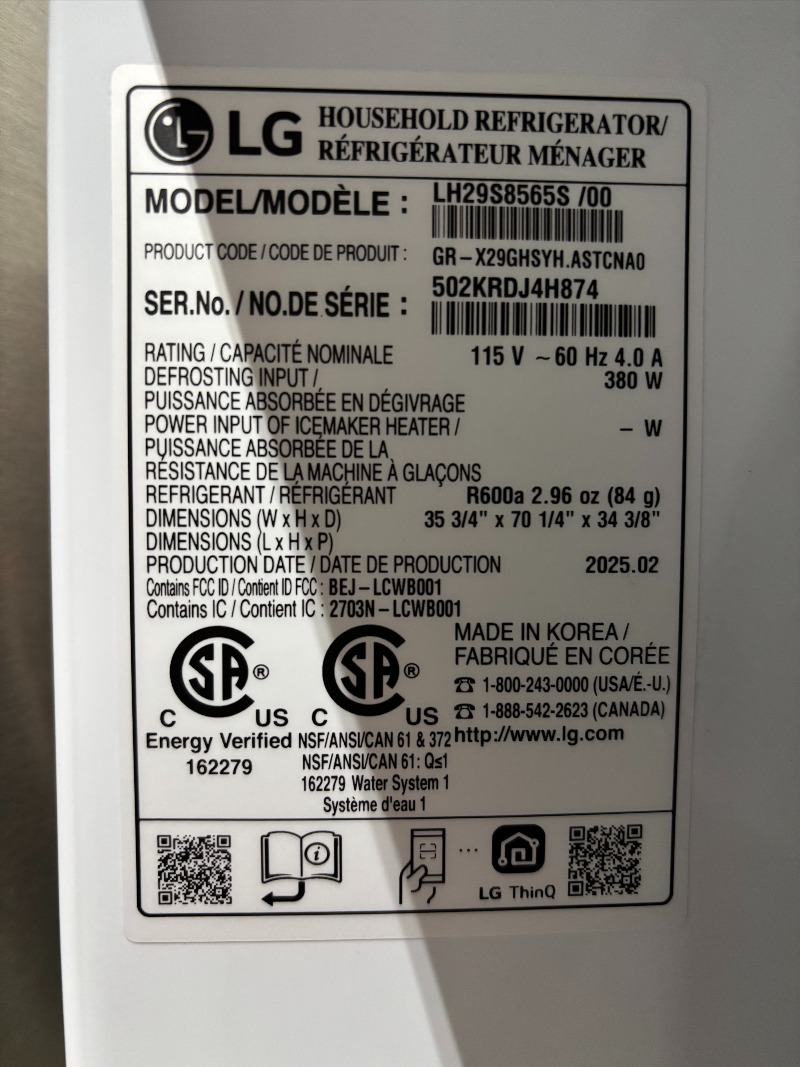 LG HOUSEHOLD REFRIGERATOR/
RÉFRIGÉRATEUR MÉNAGER
MODEL/MODÈLE : LH29S8565S /00
PRODUCT CODE / CODE DE PRODUIT : GR-X29GHSYH.ASTCNA0
SER.No. / NO.DE SÉRIE : 502KRDJ4H874
RATING / CAPACITÉ NOMINALE 115 V ~ 60 Hz 4.0 A
DEFROSTING INPUT / 380 W
PUISSANCE ABSORBÉE EN DÉGIVRAGE
POWER INPUT OF ICEMAKER HEATER / – W
PUISSANCE ABSORBÉE DE LA
RÉSISTANCE DE LA MACHINE À GLAÇONS
REFRIGERANT / RÉFRIGÉRANT R600a 2.96 oz (84 g)
DIMENSIONS (W x H x D) 35 3/4" x 70 1/4" x 34 3/8"
DIMENSIONS (L x H x P)
PRODUCTION DATE / DATE DE PRODUCTION 2025.02
Contains FCC ID / Contient ID FCC : BEJ-LCWB001
Contains IC / Contient IC : 2703N-LCWB001
SA ® C US
Energy Verified
162279
SA ® C US
NSF/ANSI/CAN 61 & 372
NSF/ANSI/CAN 61: Q≤1
162279 Water System 1
Système d'eau 1
MADE IN KOREA /
FABRIQUÉ EN CORÉE
☎ 1-800-243-0000 (USA/É.-U.)
☎ 1-888-542-2623 (CANADA)
http://www.lg.com
i
...
LG ThinQ